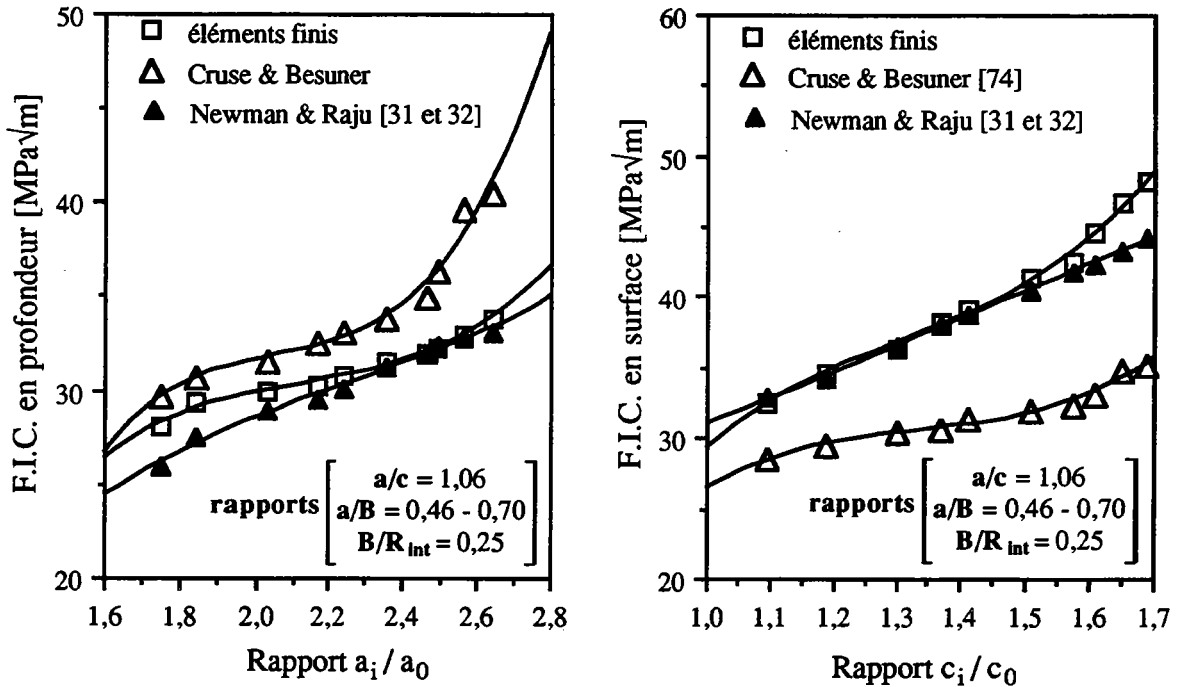 50
40
30
20
F.I.C. en profondeur [MPa√m]
éléments finis
Cruse & Besuner
Newman & Raju [31 et 32]
rapports
a/c = 1,06
a/B = 0,46 - 0,70
B/R int = 0,25
1,6 1,8 2,0 2,2 2,4 2,6 2,8
Rapport ai / a0
60
50
40
30
20
F.I.C. en surface [MPa√m]
éléments finis
Cruse & Besuner [74]
Newman & Raju [31 et 32]
rapports
a/c = 1,06
a/B = 0,46 - 0,70
B/R int = 0,25
1,0 1,1 1,2 1,3 1,4 1,5 1,6 1,7
Rapport ci / c0